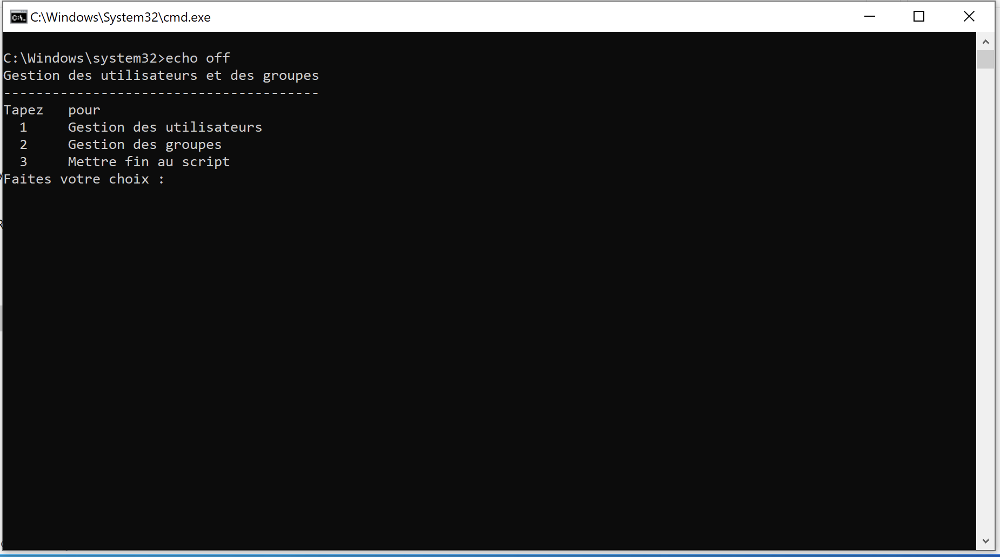 C:\Windows\System32\cmd.exe
C:\Windows\system32>echo off
Gestion des utilisateurs et des groupes
---------------------------------------
Tapez   pour
  1     Gestion des utilisateurs
  2     Gestion des groupes
  3     Mettre fin au script
Faites votre choix :